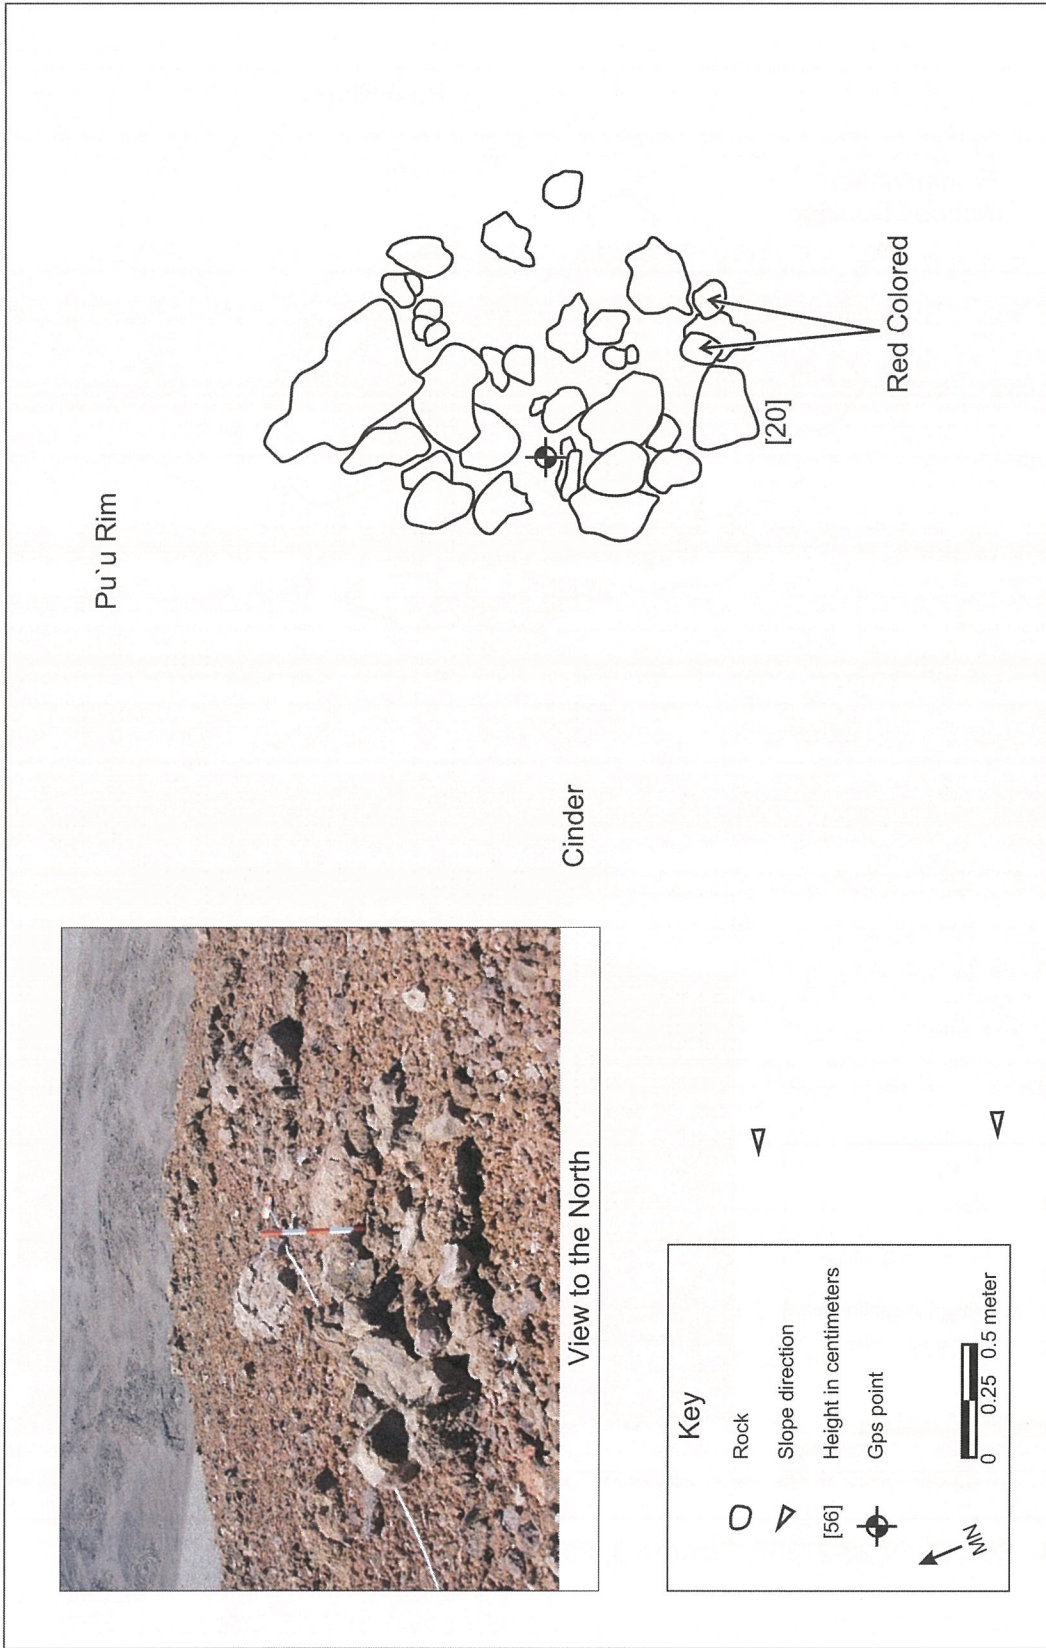 Pu`u Rim
Cinder
[20]
Red Colored
View to the North
Key
Rock
Slope direction
[56] Height in centimeters
Gps point
MN
0 0.25 0.5 meter